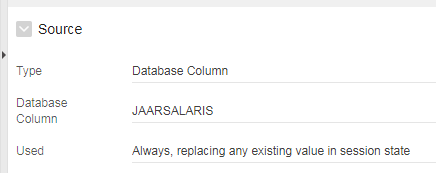 Source
Type Database Column
Database
Column
JAARSALARIS
Used Always, replacing any existing value in session state